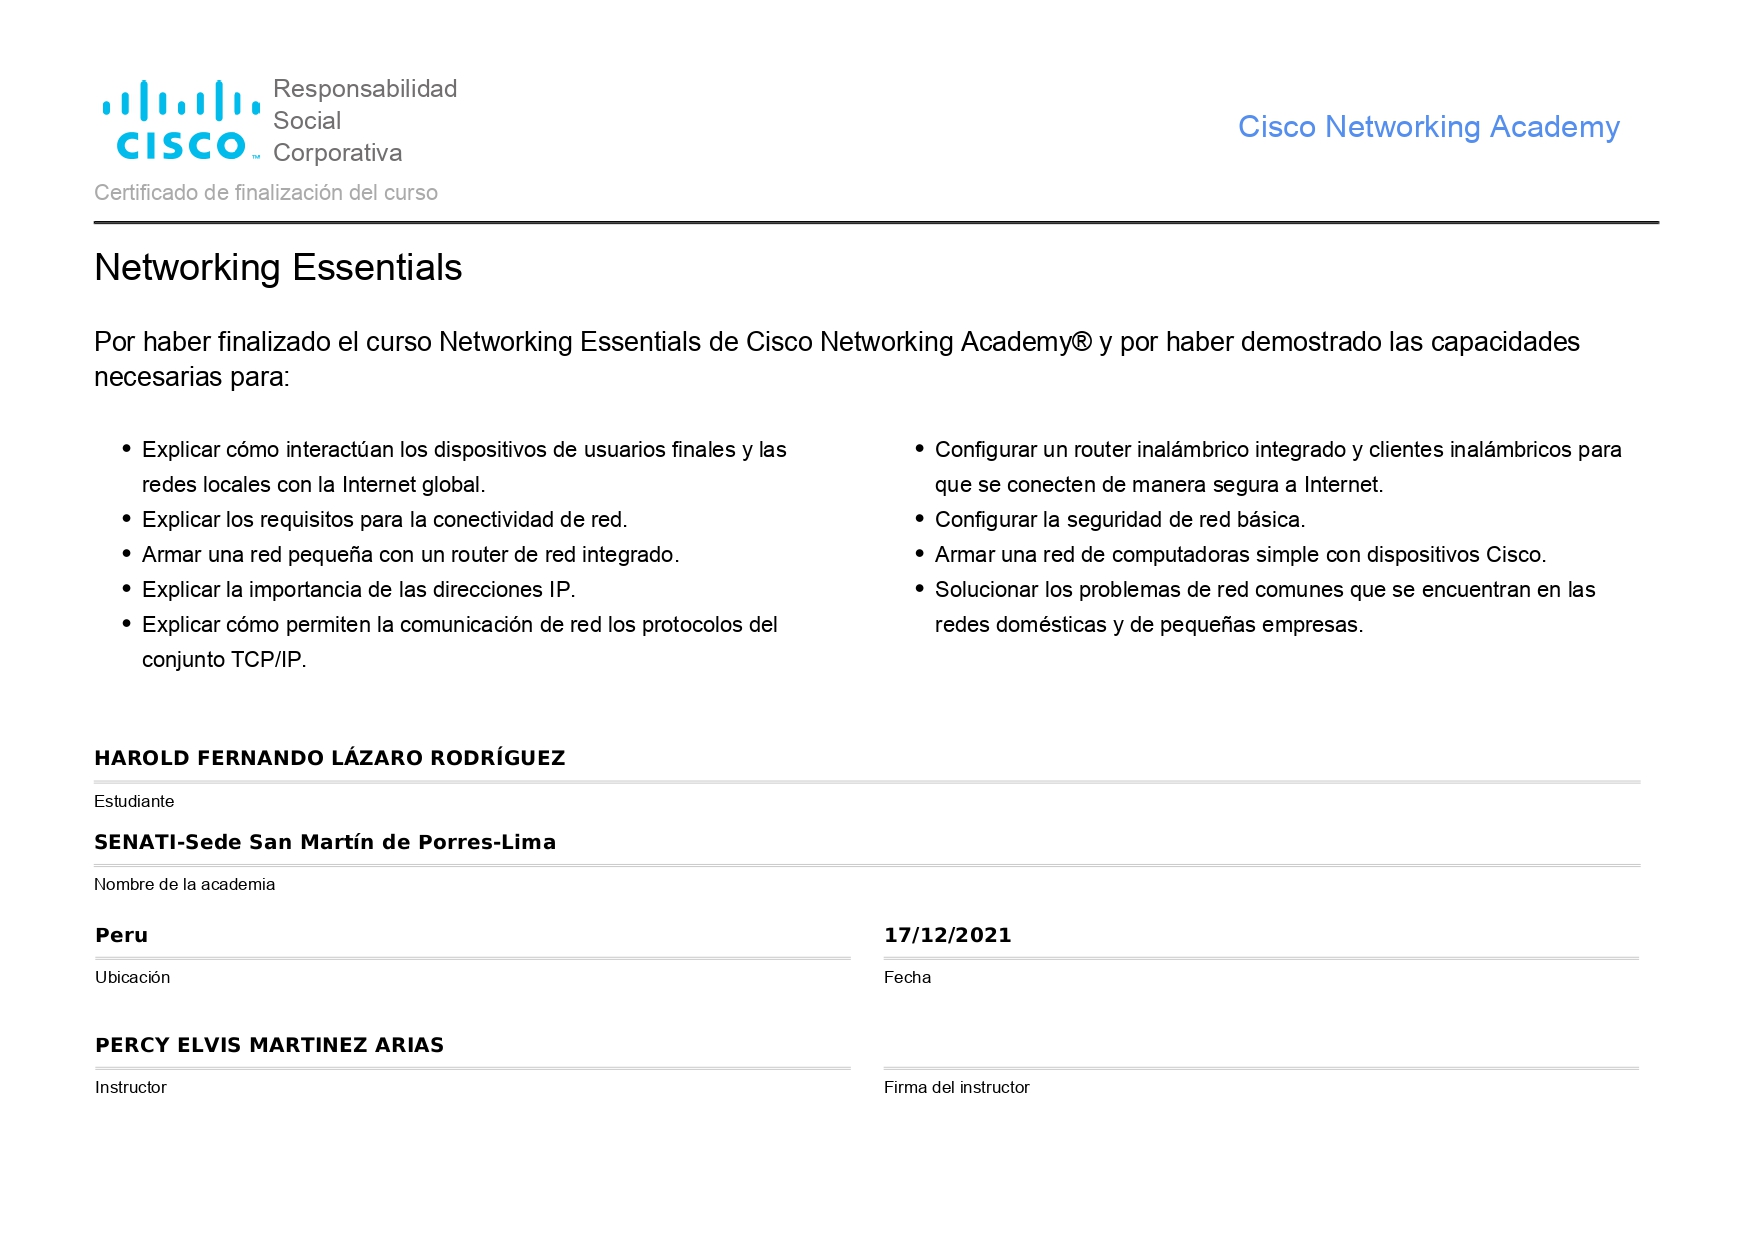 Responsabilidad
Social
Corporativa
CISCO™
Cisco Networking Academy
Certificado de finalización del curso
Networking Essentials
Por haber finalizado el curso Networking Essentials de Cisco Networking Academy® y por haber demostrado las capacidades
necesarias para:
• Explicar cómo interactúan los dispositivos de usuarios finales y las
redes locales con la Internet global.
• Explicar los requisitos para la conectividad de red.
• Armar una red pequeña con un router de red integrado.
• Explicar la importancia de las direcciones IP.
• Explicar cómo permiten la comunicación de red los protocolos del
conjunto TCP/IP.
• Configurar un router inalámbrico integrado y clientes inalámbricos para
que se conecten de manera segura a Internet.
• Configurar la seguridad de red básica.
• Armar una red de computadoras simple con dispositivos Cisco.
• Solucionar los problemas de red comunes que se encuentran en las
redes domésticas y de pequeñas empresas.
HAROLD FERNANDO LÁZARO RODRÍGUEZ
Estudiante
SENATI-Sede San Martín de Porres-Lima
Nombre de la academia
Peru
Ubicación
17/12/2021
Fecha
PERCY ELVIS MARTINEZ ARIAS
Instructor
Firma del instructor